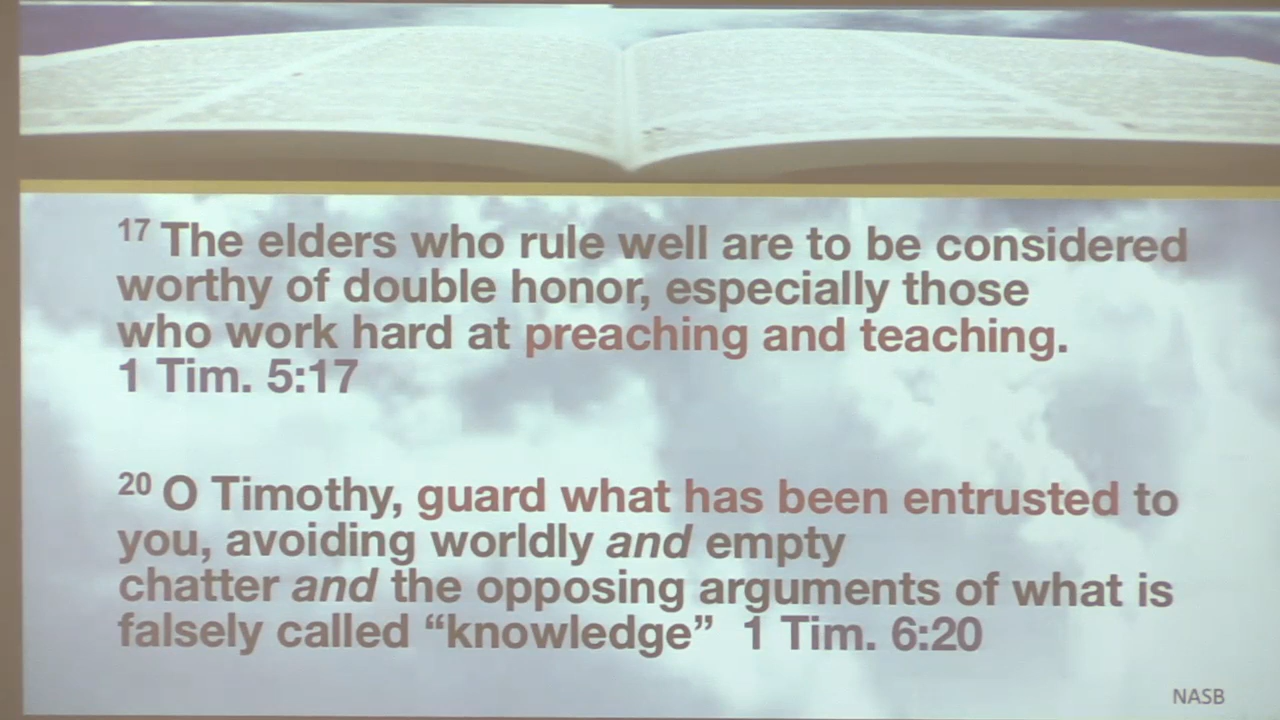 17 The elders who rule well are to be considered
worthy of double honor, especially those
who work hard at preaching and teaching.
1 Tim. 5:17
20 O Timothy, guard what has been entrusted to
you, avoiding worldly and empty
chatter and the opposing arguments of what is
falsely called “knowledge” 1 Tim. 6:20
NASB